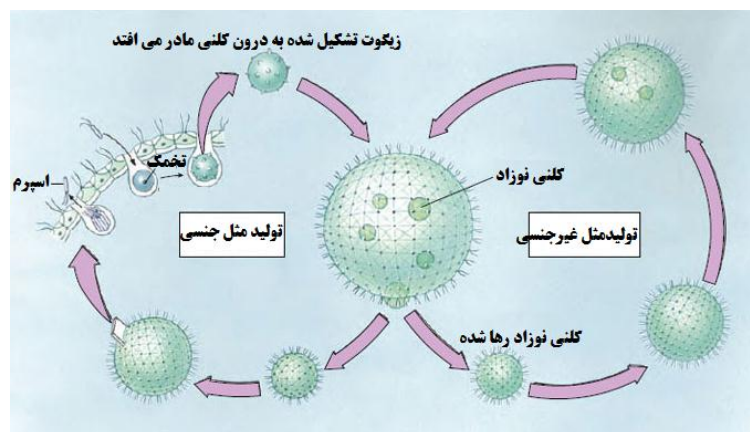 زیگوت تشکیل شده به درون کلنی مادر می افتد
تخمک
اسپرم
کلنی نوزاد
تولید مثل جنسی
تولیدمثل غیرجنسی
کلنی نوزاد رها شده